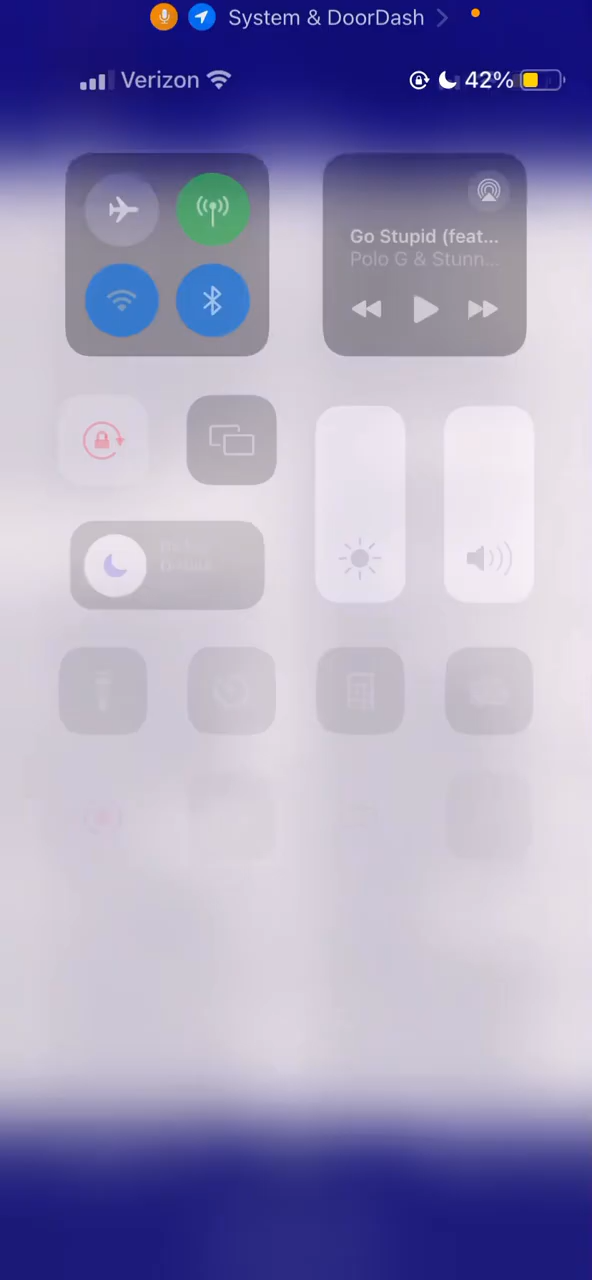 System & DoorDash
Verizon
42%
Go Stupid (feat...
Polo G & Stunn...